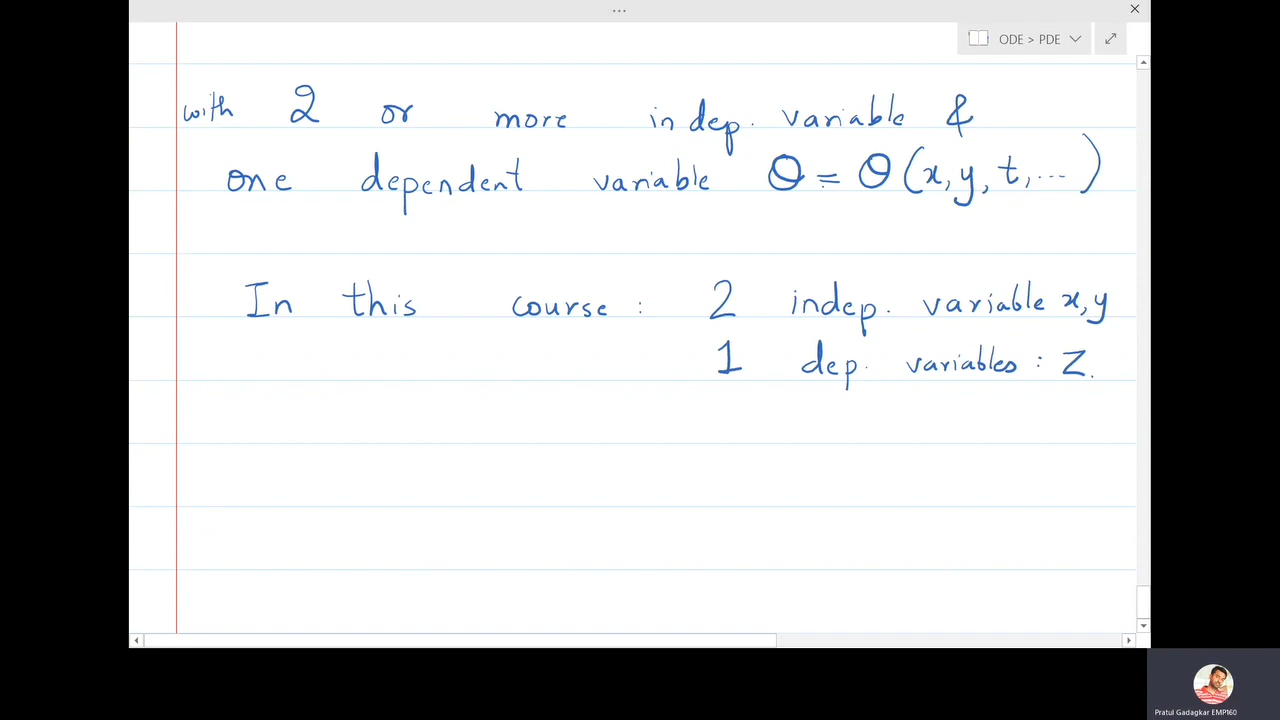 ODE > PDE
with 2 or more indep. variable &
one dependent variable θ = θ(x, y, t, ...)
In this course : 2 indep. variable x, y
1 dep. variables : z.
Pratul Gadagkar EMP160